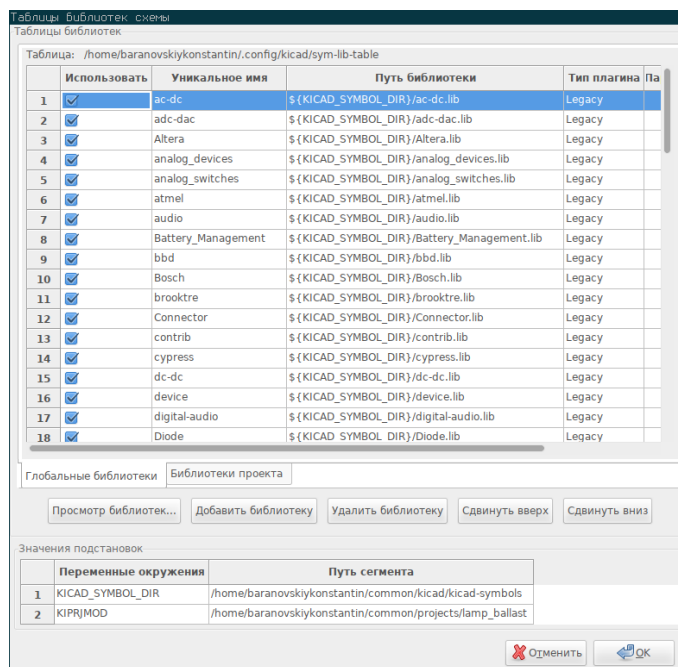 Таблицы библиотек схемы
Таблицы библиотек
Таблица: /home/baranovskiykonstantin/.config/kicad/sym-lib-table
Использовать Уникальное имя Путь библиотеки Тип плагина Па
1 ac-dc ${KICAD_SYMBOL_DIR}/ac-dc.lib Legacy
2 adc-dac ${KICAD_SYMBOL_DIR}/adc-dac.lib Legacy
3 Altera ${KICAD_SYMBOL_DIR}/Altera.lib Legacy
4 analog_devices ${KICAD_SYMBOL_DIR}/analog_devices.lib Legacy
5 analog_switches ${KICAD_SYMBOL_DIR}/analog_switches.lib Legacy
6 atmel ${KICAD_SYMBOL_DIR}/atmel.lib Legacy
7 audio ${KICAD_SYMBOL_DIR}/audio.lib Legacy
8 Battery_Management ${KICAD_SYMBOL_DIR}/Battery_Management.lib Legacy
9 bbd ${KICAD_SYMBOL_DIR}/bbd.lib Legacy
10 Bosch ${KICAD_SYMBOL_DIR}/Bosch.lib Legacy
11 brooktre ${KICAD_SYMBOL_DIR}/brooktre.lib Legacy
12 Connector ${KICAD_SYMBOL_DIR}/Connector.lib Legacy
13 contrib ${KICAD_SYMBOL_DIR}/contrib.lib Legacy
14 cypress ${KICAD_SYMBOL_DIR}/cypress.lib Legacy
15 dc-dc ${KICAD_SYMBOL_DIR}/dc-dc.lib Legacy
16 device ${KICAD_SYMBOL_DIR}/device.lib Legacy
17 digital-audio ${KICAD_SYMBOL_DIR}/digital-audio.lib Legacy
18 Diode ${KICAD_SYMBOL_DIR}/Diode.lib Legacy
Глобальные библиотеки Библиотеки проекта
Просмотр библиотек... Добавить библиотеку Удалить библиотеку Сдвинуть вверх Сдвинуть вниз
Значения подстановок
Переменные окружения Путь сегмента
1 KICAD_SYMBOL_DIR /home/baranovskiykonstantin/common/kicad/kicad-symbols
2 KIPRJMOD /home/baranovskiykonstantin/common/projects/lamp_ballast
Отменить OK